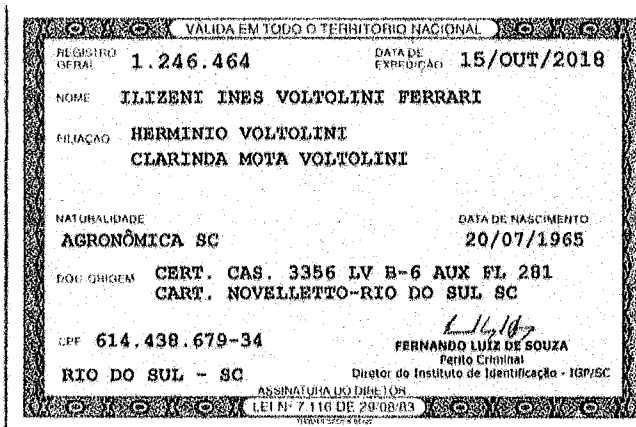 VÁLIDA EM TODO O TERRITÓRIO NACIONAL
REGISTRO GERAL 1.246.464 DATA DE EXPEDIÇÃO 15/OUT/2018
NOME ILIZENI INES VOLTOLINI FERRARI
FILIAÇÃO HERMINIO VOLTOLINI
CLARINDA MOTA VOLTOLINI
NATURALIDADE DATA DE NASCIMENTO
AGRONÔMICA SC 20/07/1965
DOC ORIGEM CERT. CAS. 3356 LV B-6 AUX FL 281
CART. NOVELLETTO-RIO DO SUL SC
CPF 614.438.679-34
FERNANDO LUIZ DE SOUZA
Perito Criminal
RIO DO SUL - SC Diretor do Instituto de Identificação - IGP/SC
ASSINATURA DO DIRETOR
LEI Nº 7.116 DE 29/08/83